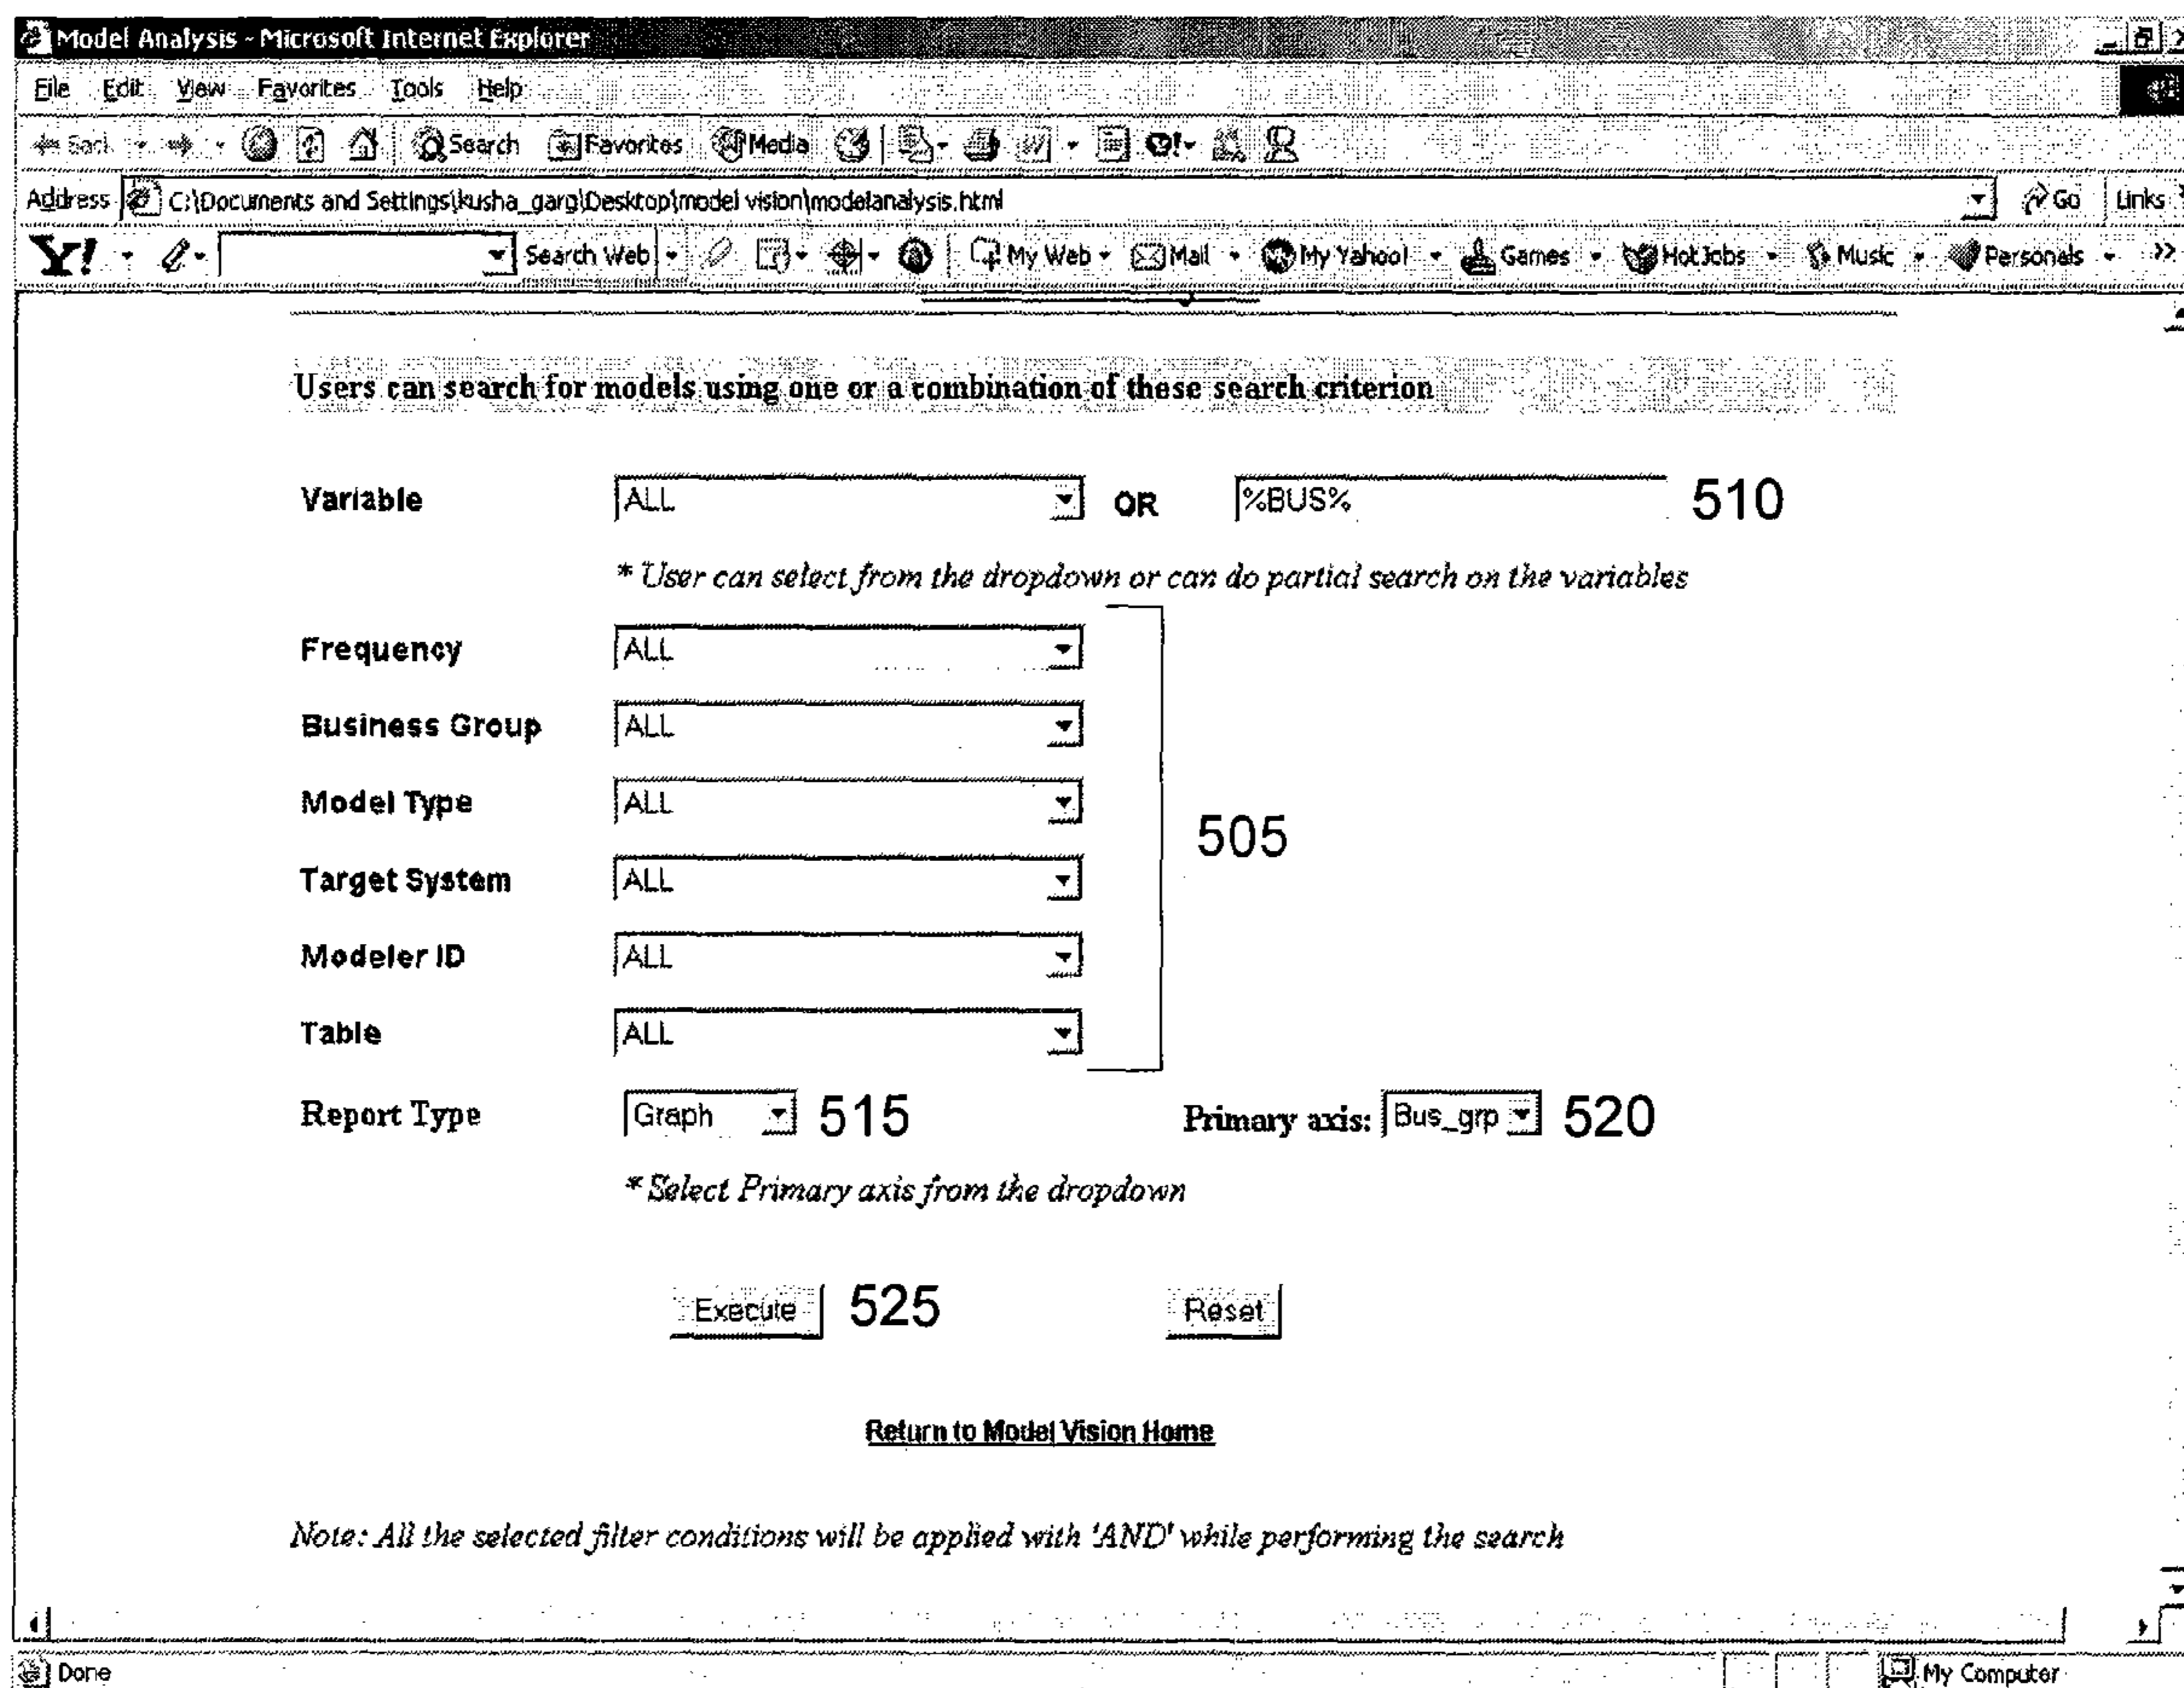 Model Analysis - Microsoft Internet Explorer
File Edit View Favorites Tools Help
Back Search Favorites Media
Address C:\Documents and Settings\kusha_garg\Desktop\model vision\modelanalysis.html Go Links
Y! Search Web My Web Mail My Yahoo! Games HotJobs Music Personals >>
Users can search for models using one or a combination of these search criterion
Variable ALL OR %BUS% 510
* User can select from the dropdown or can do partial search on the variables
Frequency ALL
Business Group ALL
Model Type ALL
505
Target System ALL
Modeler ID ALL
Table ALL
Report Type Graph 515 Primary axis: Bus_grp 520
* Select Primary axis from the dropdown
Execute 525 Reset
Return to Model Vision Home
Note: All the selected filter conditions will be applied with 'AND' while performing the search
Done My Computer